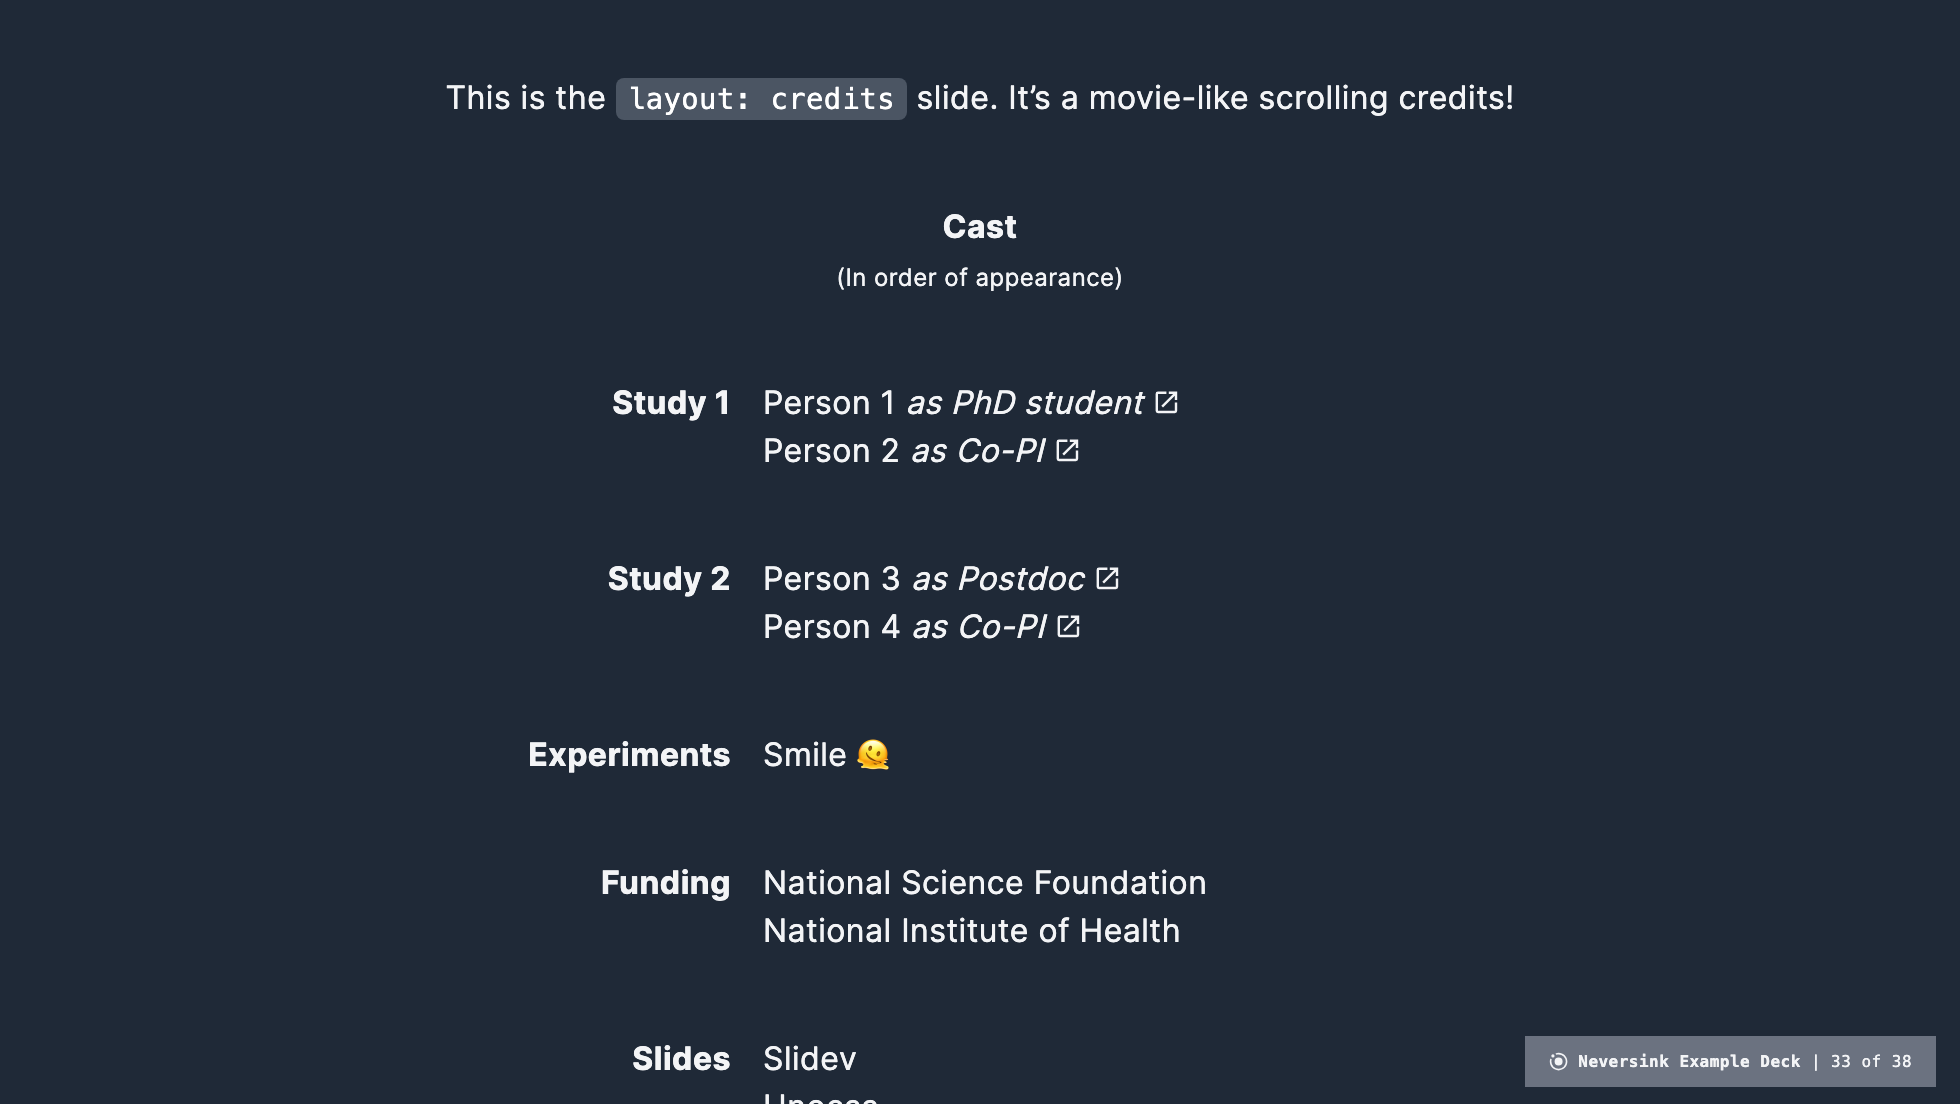 This is the layout: credits slide. It’s a movie-like scrolling credits!
Cast
(In order of appearance)
Study 1 Person 1 as PhD student
Person 2 as Co-PI
Study 2 Person 3 as Postdoc
Person 4 as Co-PI
Experiments Smile 🫠
Funding National Science Foundation
National Institute of Health
Slides Slidev
Neversink Example Deck | 33 of 38